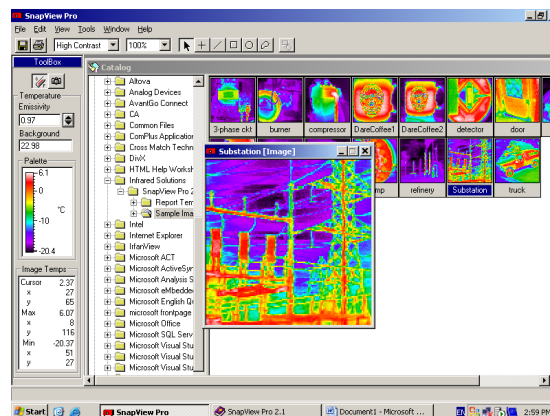 SnapView Pro
File Edit View Tools Window Help
High Contrast 100%
ToolBox
Temperature
Emissivity
0.97
Background
22.98
Palette
6.1
0
°C
-10
-20.4
Image Temps
Cursor 2.37
x 27
y 65
Max 6.07
x 8
y 116
Min -20.37
x 51
y 27
Catalog
Altova
Analog Devices
AvantGo Connect
CA
Common Files
ComPlus Application
Cross Match Techn
DivX
HTML Help Worksh
Infrared Solutions
SnapView Pro 2
Report Tem
Sample Ima
Intel
Internet Explorer
IrfanView
Microsoft ACT
Microsoft ActiveSyn
Microsoft Analysis S
Microsoft eMbedded
Microsoft English Qu
microsoft frontpage
Microsoft Office
Microsoft SQL Serv
Microsoft Visual Stu
Microsoft Visual Stu
Microsoft Visual Stu
3-phase ckt burner compressor DareCoffee1 DareCoffee2 detector door
Substation [Image]
refinery Substation truck
Start SnapView Pro SnapView Pro 2.1 Document1 - Microsoft ... EN 2:59 PM